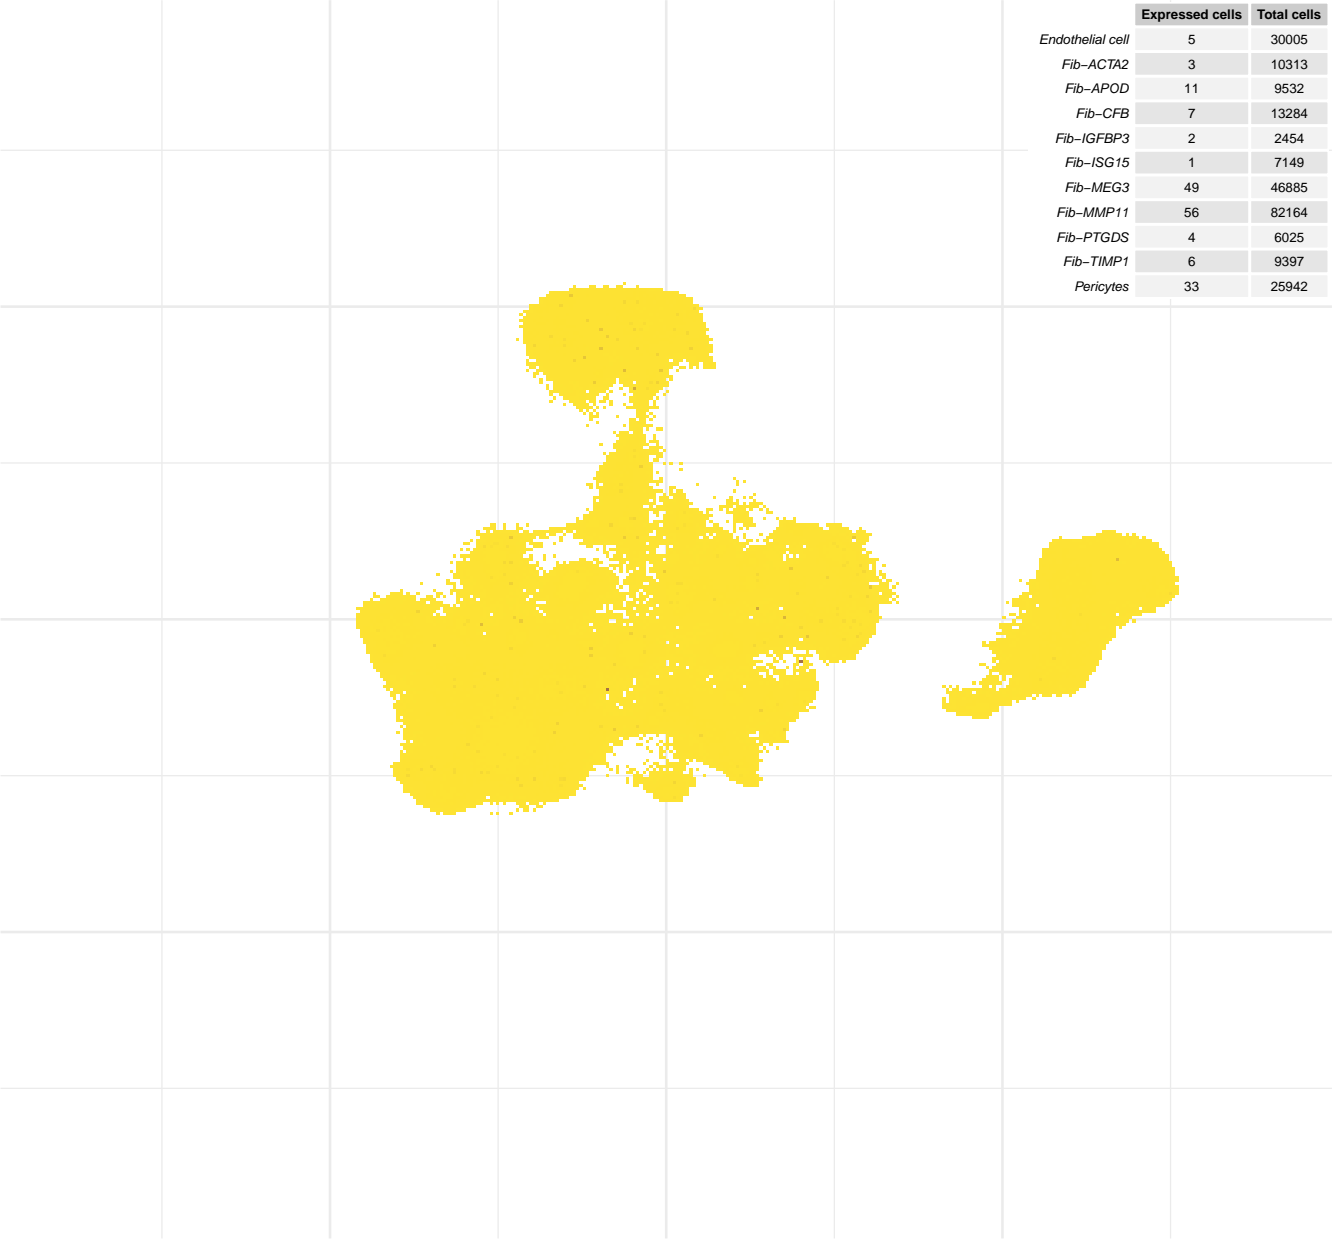 Expressed cells Total cells
Endothelial cell 5 30005
Fib−ACTA2 3 10313
Fib−APOD 11 9532
Fib−CFB 7 13284
Fib−IGFBP3 2 2454
Fib−ISG15 1 7149
Fib−MEG3 49 46885
Fib−MMP11 56 82164
Fib−PTGDS 4 6025
Fib−TIMP1 6 9397
Pericytes 33 25942